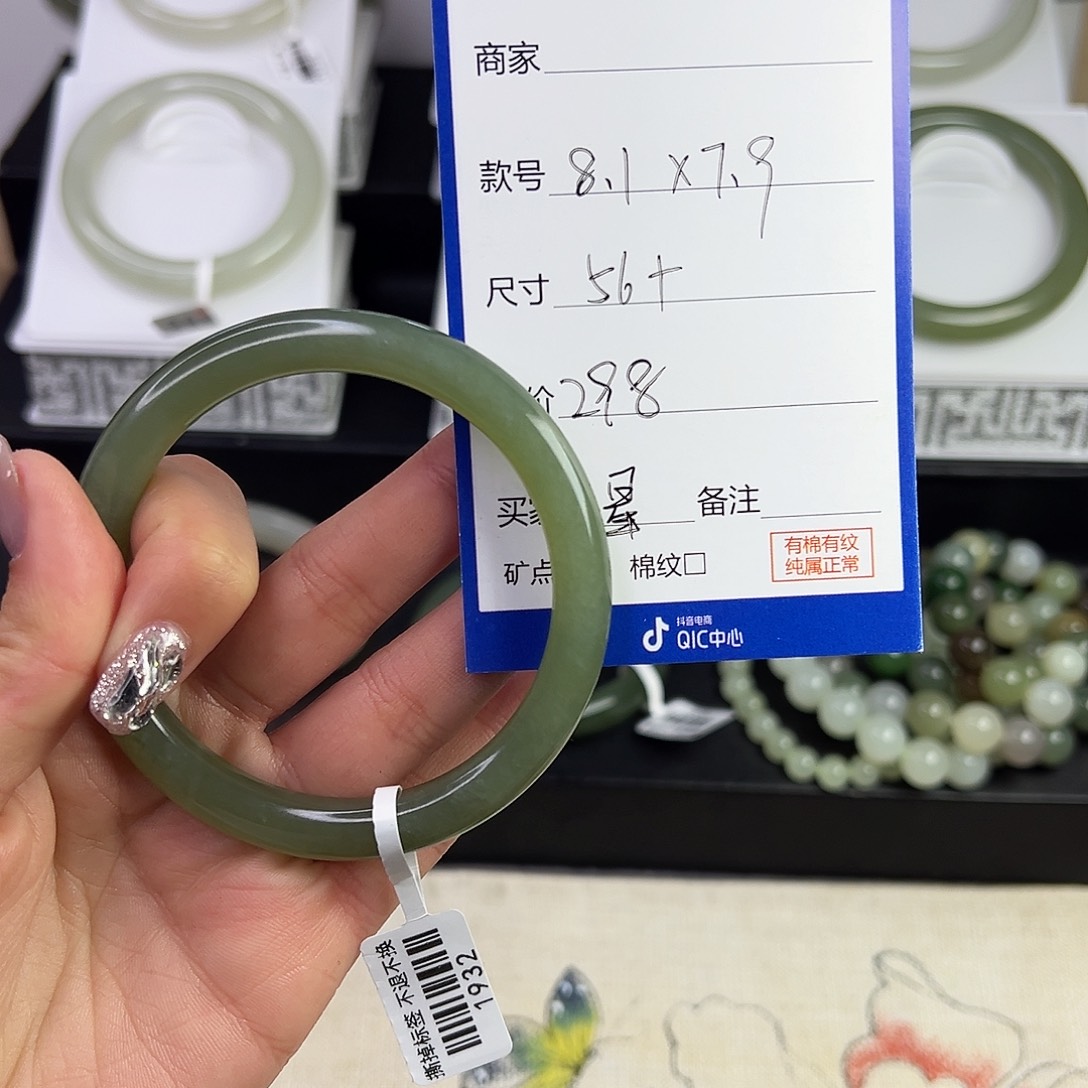 商家
款号 8.1 x7.9
尺寸 56+
价 298
买家 星 备注
矿点 棉纹□
有棉有纹
纯属正常
抖音电商
QIC中心
撕掉标签 不退不换
1932